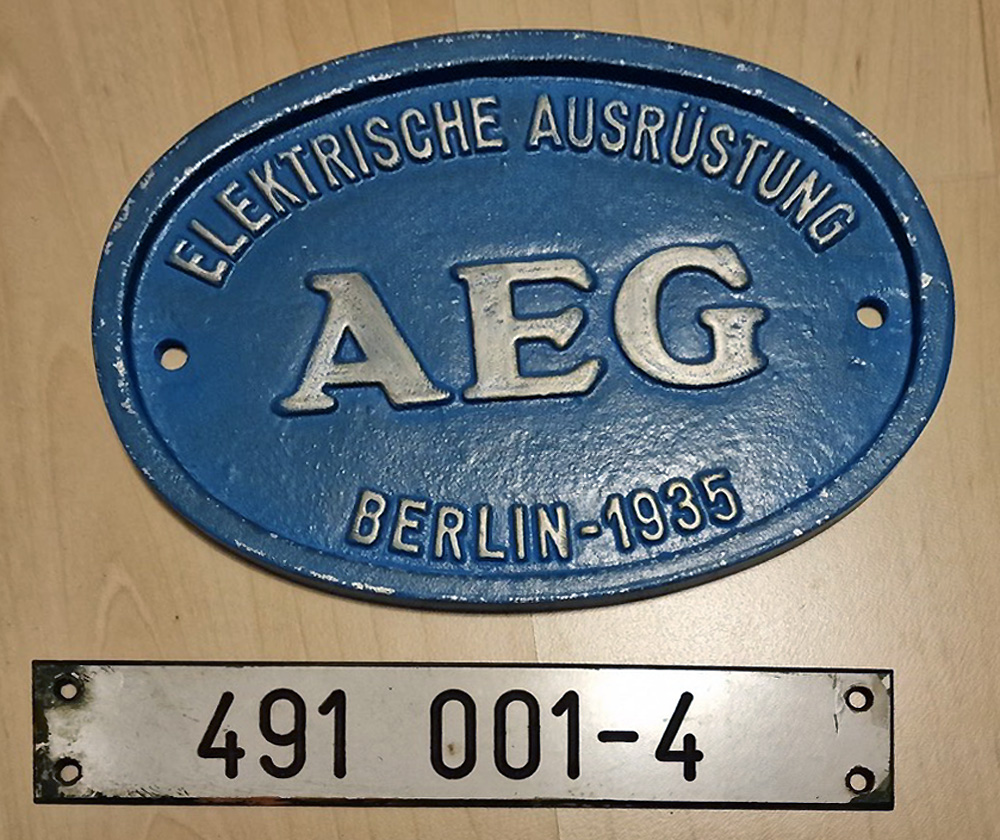 ELEKTRISCHE AUSRÜSTUNG
AEG
BERLIN-1935
491 001-4